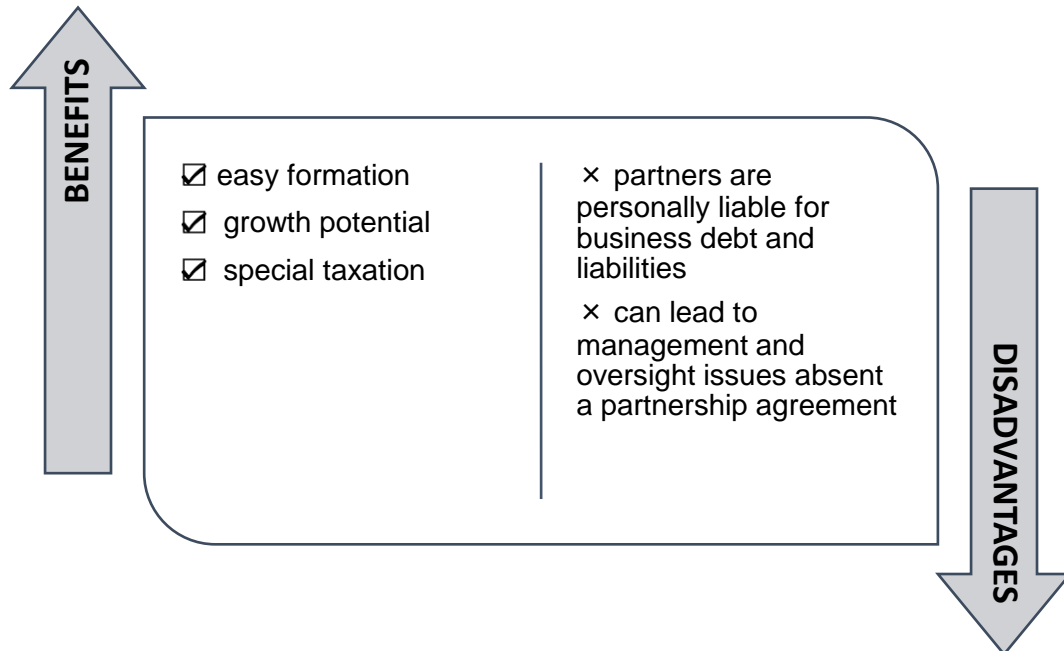 BENEFITS
☑ easy formation
☑ growth potential
☑ special taxation
× partners are
personally liable for
business debt and
liabilities
× can lead to
management and
oversight issues absent
a partnership agreement
DISADVANTAGES